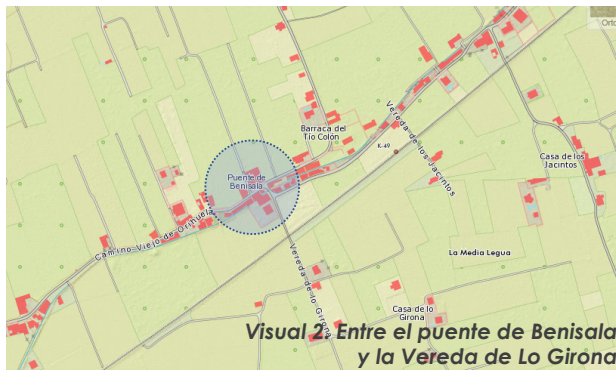 Orto
Barraca del
Tío Colón
Vereda de los Jacintos
K-49
Casa de los
Jacintos
Puente de
Benisala
Camino Viejo de Orihuela
Vereda de lo Girona
La Media Legua
Casa de lo
Girona
Visual 2. Entre el puente de Benisala
y la Vereda de Lo Girona